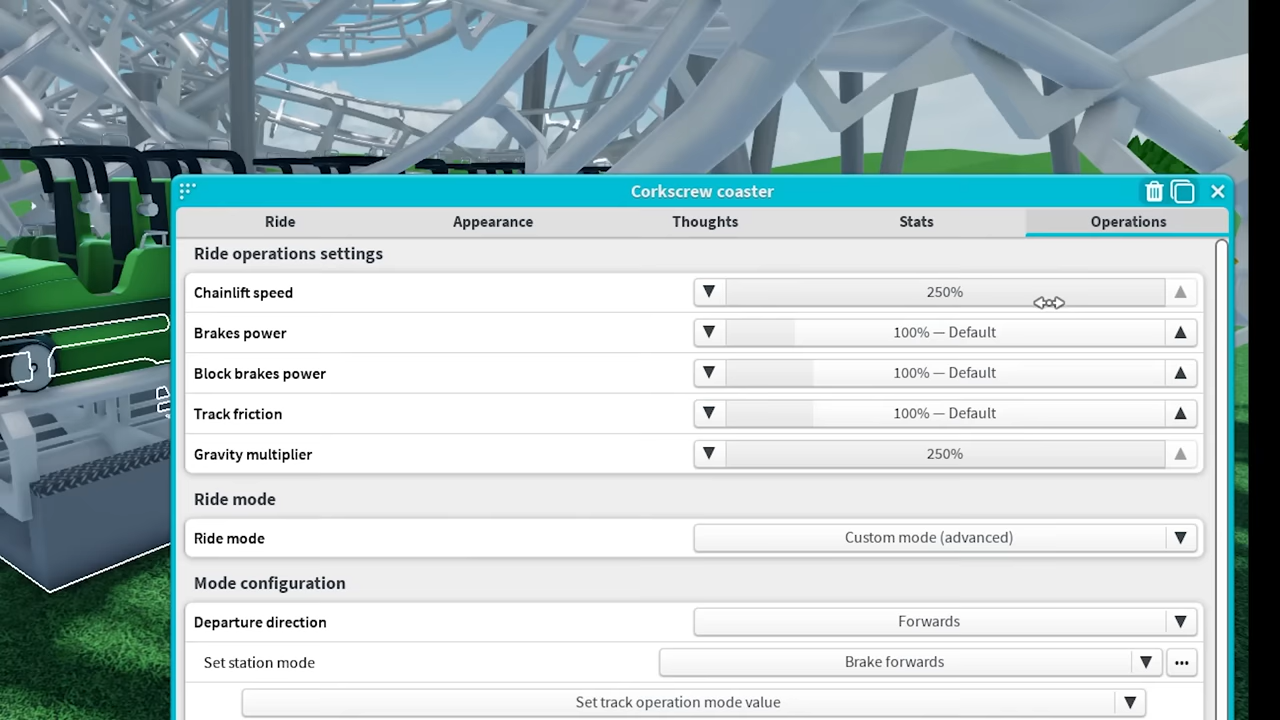 Corkscrew coaster
Ride Appearance Thoughts Stats Operations
Ride operations settings
Chainlift speed 250%
Brakes power 100% — Default
Block brakes power 100% — Default
Track friction 100% — Default
Gravity multiplier 250%
Ride mode
Ride mode Custom mode (advanced)
Mode configuration
Departure direction Forwards
Set station mode Brake forwards
Set track operation mode value